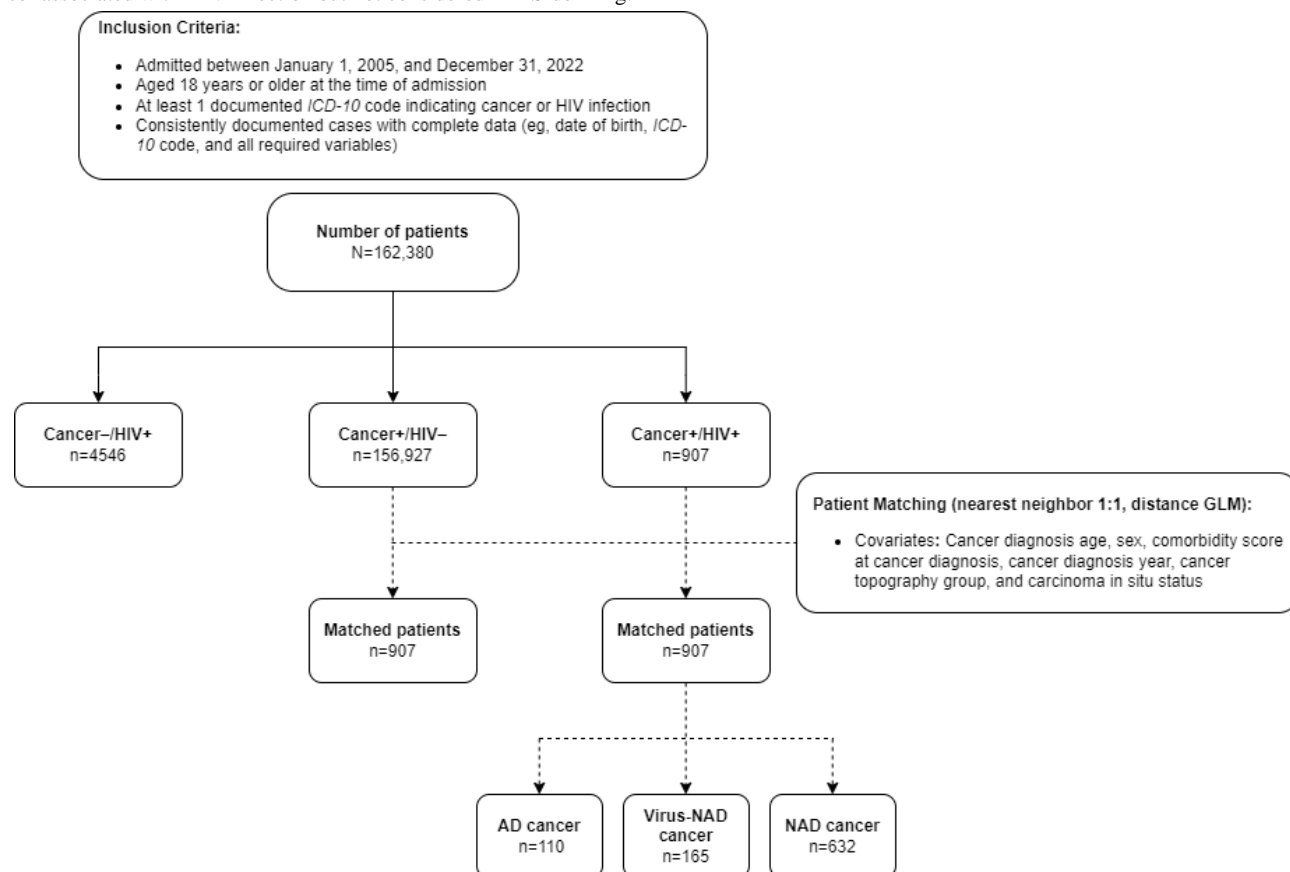 Inclusion Criteria:
• Admitted between January 1, 2005, and December 31, 2022
• Aged 18 years or older at the time of admission
• At least 1 documented ICD-10 code indicating cancer or HIV infection
• Consistently documented cases with complete data (eg, date of birth, ICD-
10 code, and all required variables)
Number of patients
N=162,380
Cancer–/HIV+
n=4546
Cancer+/HIV–
n=156,927
Cancer+/HIV+
n=907
Patient Matching (nearest neighbor 1:1, distance GLM):
• Covariates: Cancer diagnosis age, sex, comorbidity score
at cancer diagnosis, cancer diagnosis year, cancer
topography group, and carcinoma in situ status
Matched patients
n=907
Matched patients
n=907
AD cancer
n=110
Virus-NAD
cancer
n=165
NAD cancer
n=632